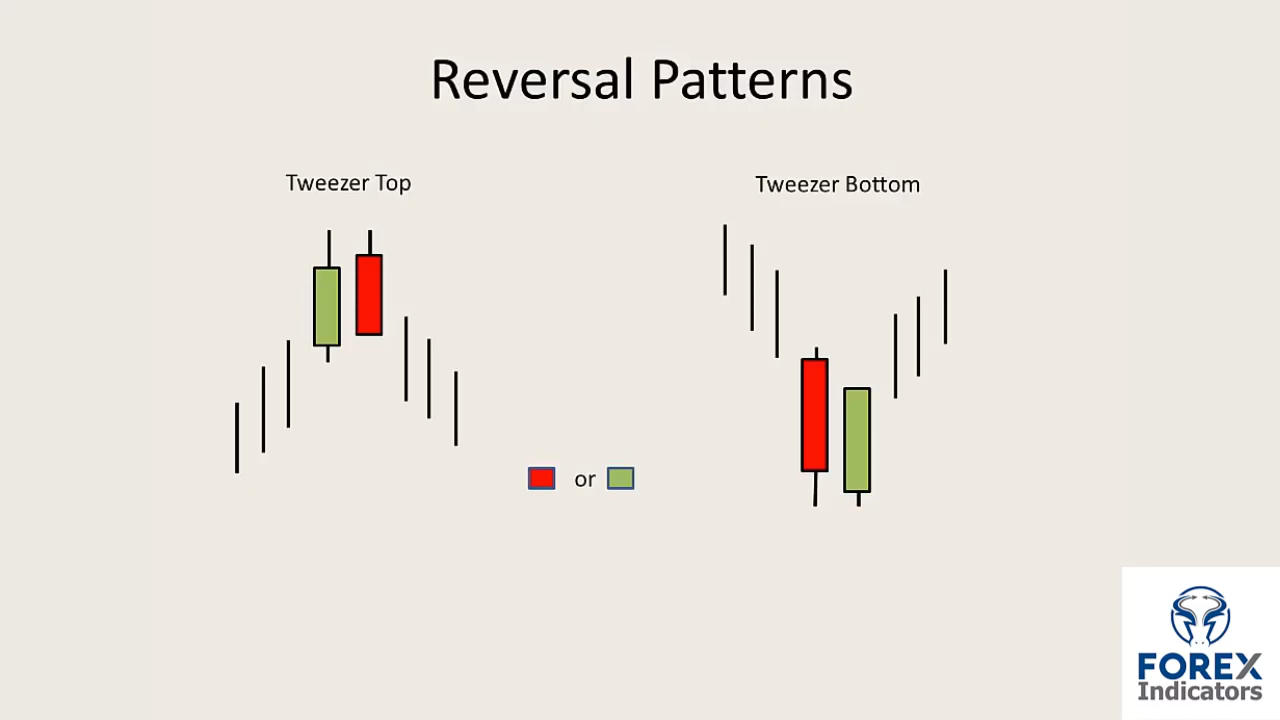 Reversal Patterns
Tweezer Top
Tweezer Bottom
or
FOREX
Indicators